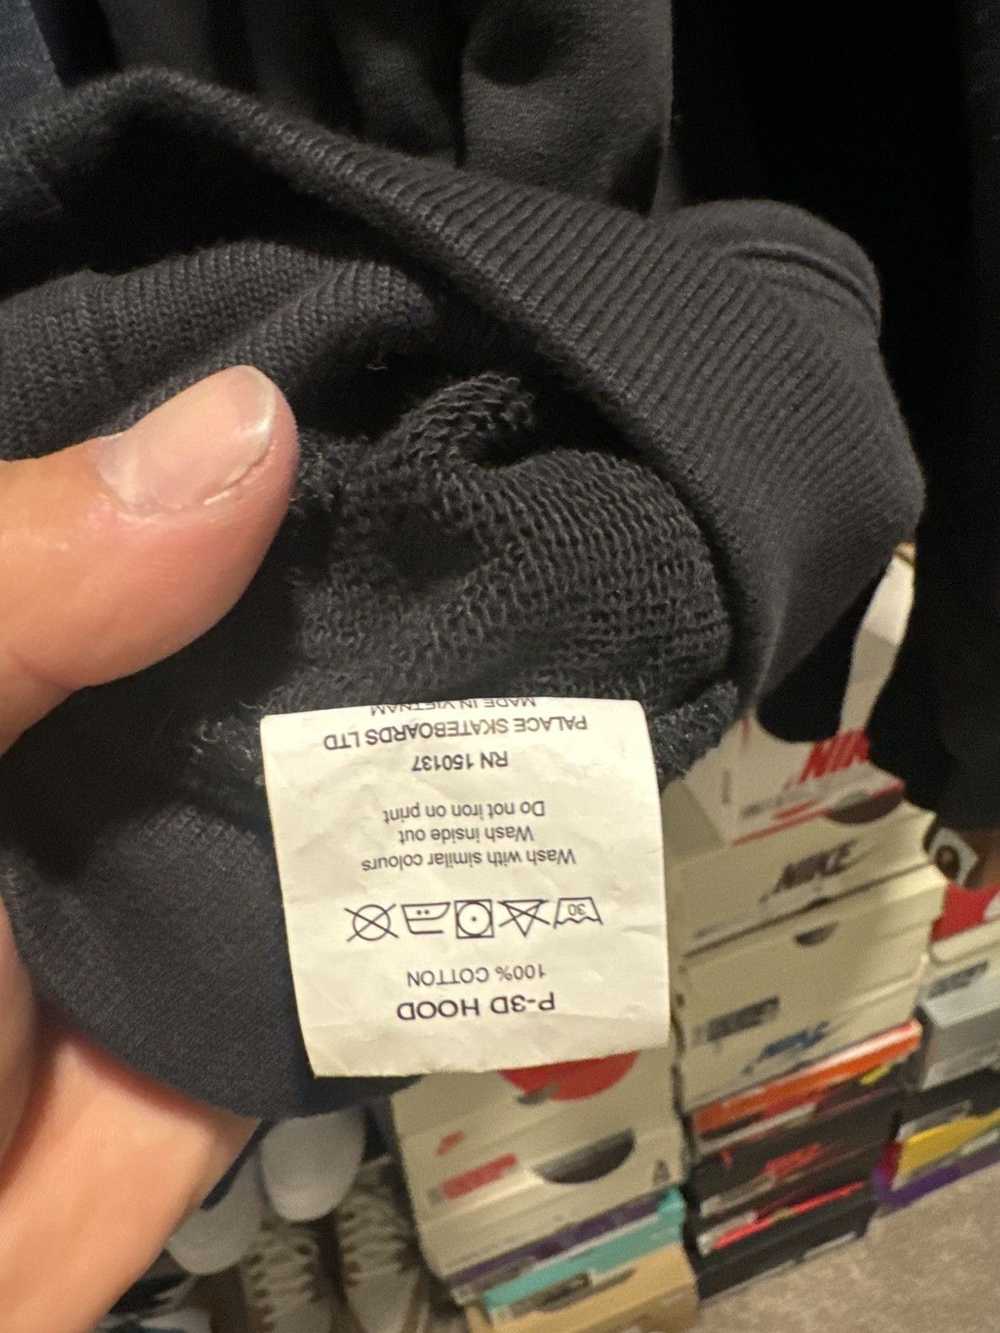 P-3D HOOD
100% COTTON
30
Wash with similar colours
Wash inside out
Do not iron on print
RN 150137
PALACE SKATEBOARDS LTD
MADE IN VIETNAM
NIKE
NIKE